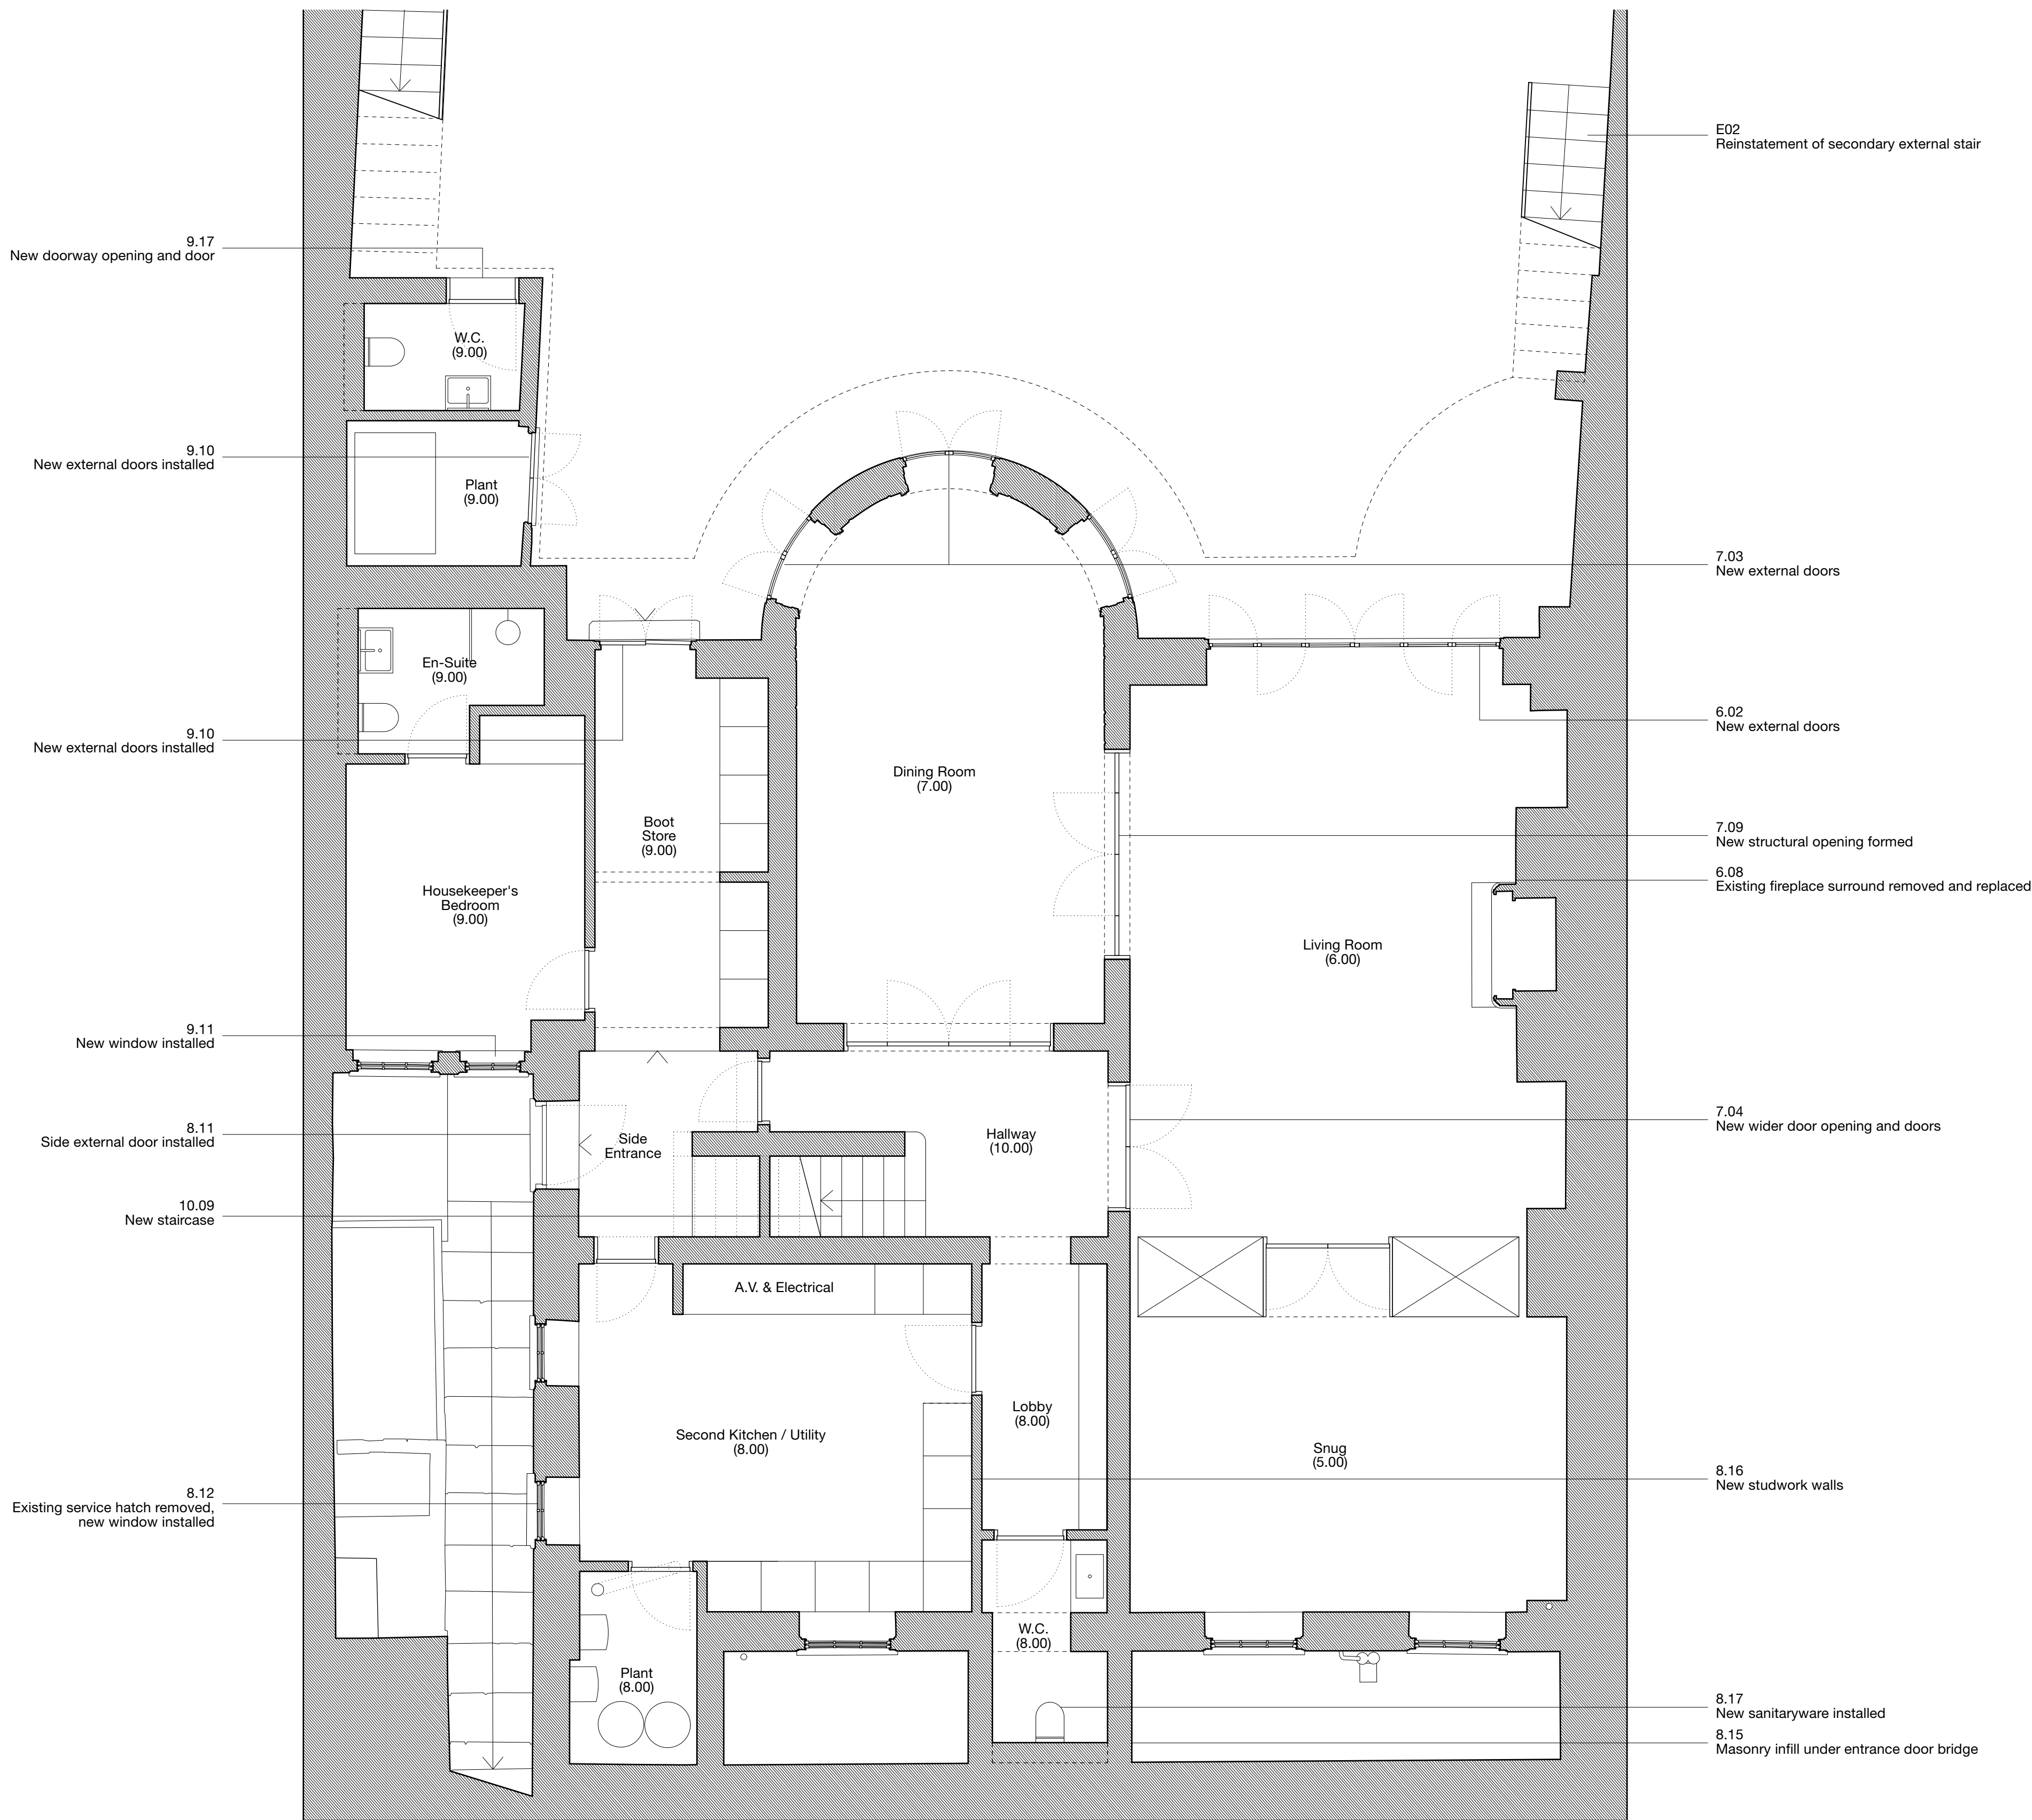 E02
Reinstatement of secondary external stair
9.17
New doorway opening and door
W.C.
(9.00)
9.10
New external doors installed
Plant
(9.00)
7.03
New external doors
En-Suite
(9.00)
6.02
New external doors
9.10
New external doors installed
Dining Room
(7.00)
Boot
Store
(9.00)
7.09
New structural opening formed
6.08
Existing fireplace surround removed and replaced
Housekeeper's
Bedroom
(9.00)
Living Room
(6.00)
9.11
New window installed
7.04
New wider door opening and doors
8.11
Side external door installed
Side
Entrance
Hallway
(10.00)
10.09
New staircase
A.V. & Electrical
Lobby
(8.00)
Second Kitchen / Utility
(8.00)
Snug
(5.00)
8.16
New studwork walls
8.12
Existing service hatch removed,
new window installed
W.C.
(8.00)
Plant
(8.00)
8.17
New sanitaryware installed
8.15
Masonry infill under entrance door bridge